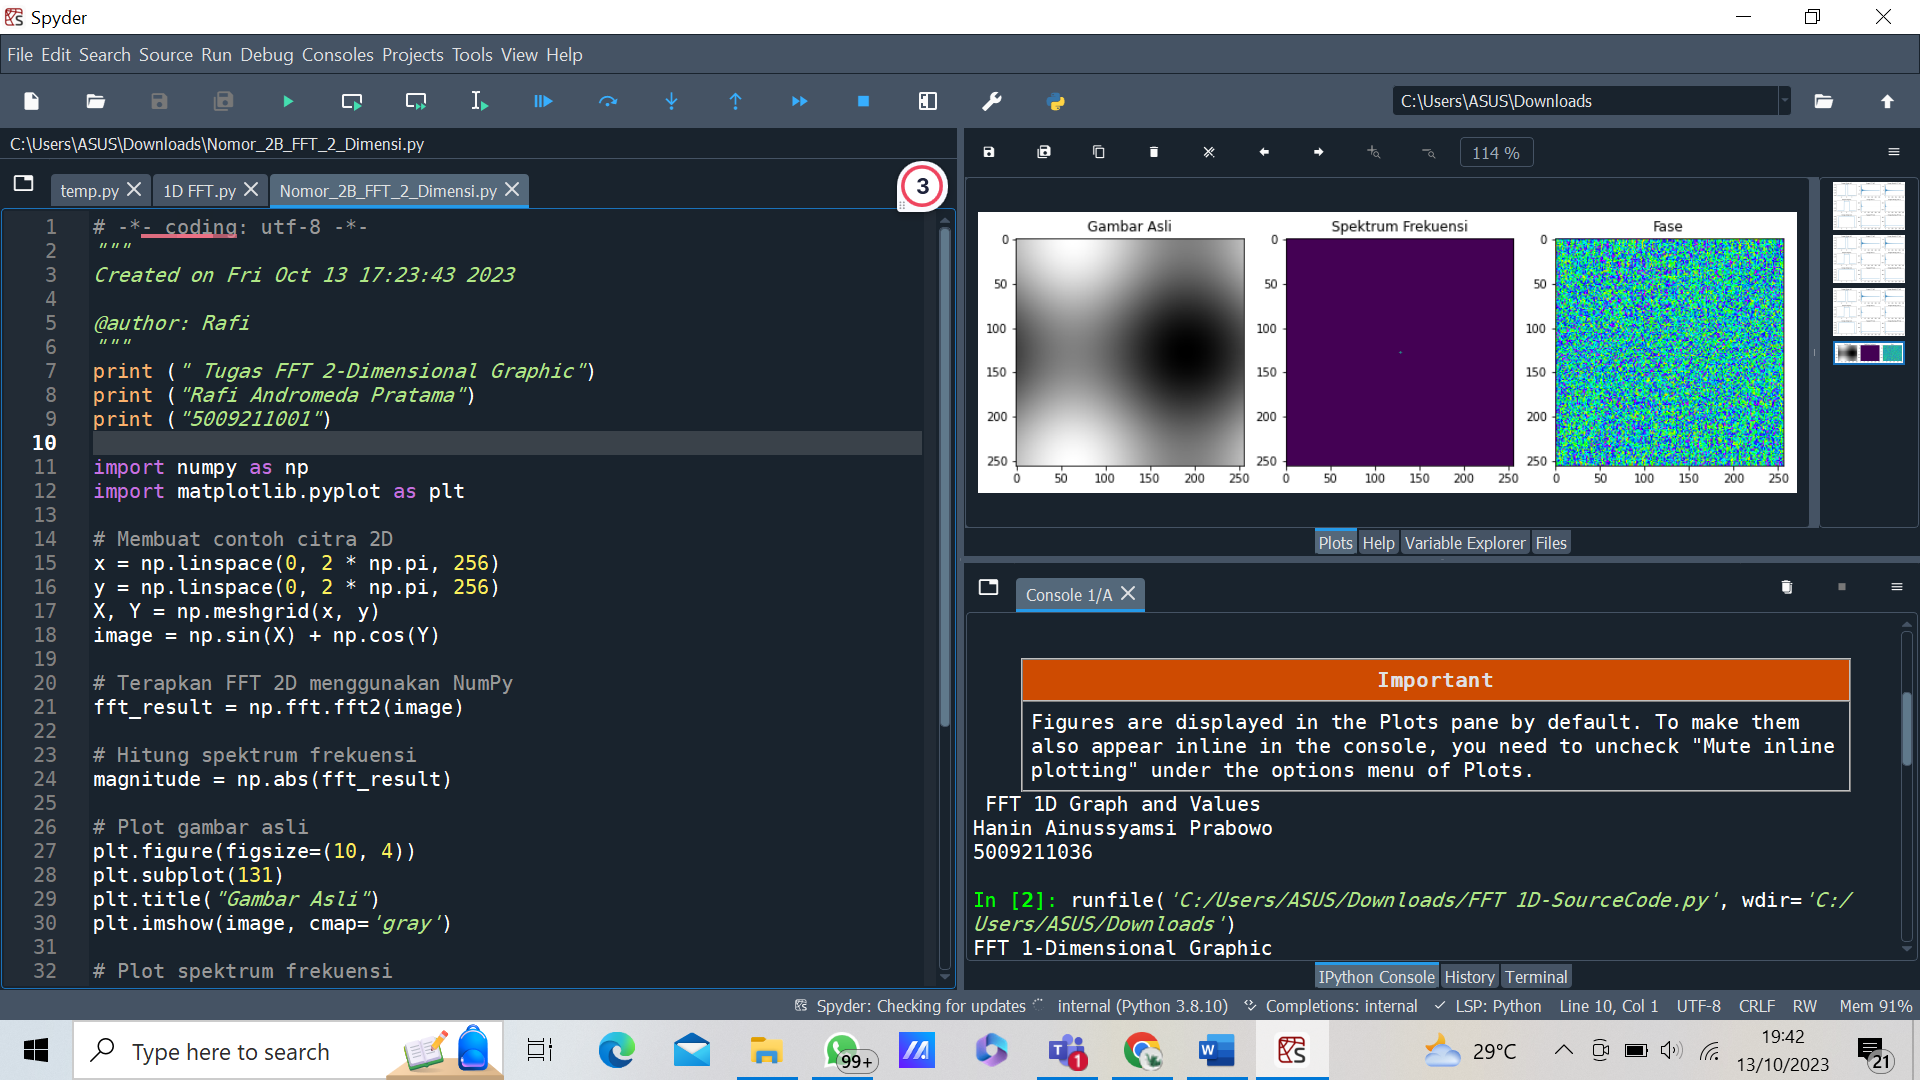 Spyder
File Edit Search Source Run Debug Consoles Projects Tools View Help
C:\Users\ASUS\Downloads
C:\Users\ASUS\Downloads\Nomor_2B_FFT_2_Dimensi.py
temp.py
1D FFT.py
Nomor_2B_FFT_2_Dimensi.py
3
1 # -*- coding: utf-8 -*-
2 """
3 Created on Fri Oct 13 17:23:43 2023
4
5 @author: Rafi
6 """
7 print (" Tugas FFT 2-Dimensional Graphic")
8 print ("Rafi Andromeda Pratama")
9 print ("5009211001")
10
11 import numpy as np
12 import matplotlib.pyplot as plt
13
14 # Membuat contoh citra 2D
15 x = np.linspace(0, 2 * np.pi, 256)
16 y = np.linspace(0, 2 * np.pi, 256)
17 X, Y = np.meshgrid(x, y)
18 image = np.sin(X) + np.cos(Y)
19
20 # Terapkan FFT 2D menggunakan NumPy
21 fft_result = np.fft.fft2(image)
22
23 # Hitung spektrum frekuensi
24 magnitude = np.abs(fft_result)
25
26 # Plot gambar asli
27 plt.figure(figsize=(10, 4))
28 plt.subplot(131)
29 plt.title("Gambar Asli")
30 plt.imshow(image, cmap='gray')
31
32 # Plot spektrum frekuensi
114 %
Gambar Asli
0
50
100
150
200
250
0 50 100 150 200 250
Spektrum Frekuensi
0
50
100
150
200
250
0 50 100 150 200 250
Fase
0
50
100
150
200
250
0 50 100 150 200 250
Plots Help Variable Explorer Files
Console 1/A
Important
Figures are displayed in the Plots pane by default. To make them
also appear inline in the console, you need to uncheck "Mute inline
plotting" under the options menu of Plots.
FFT 1D Graph and Values
Hanin Ainussyamsi Prabowo
5009211036
In [2]: runfile('C:/Users/ASUS/Downloads/FFT 1D-SourceCode.py', wdir='C:/
Users/ASUS/Downloads')
FFT 1-Dimensional Graphic
IPython Console History Terminal
Spyder: Checking for updates internal (Python 3.8.10) Completions: internal LSP: Python Line 10, Col 1 UTF-8 CRLF RW Mem 91%
Type here to search
99+
1
W
29°C
19:42
13/10/2023
21